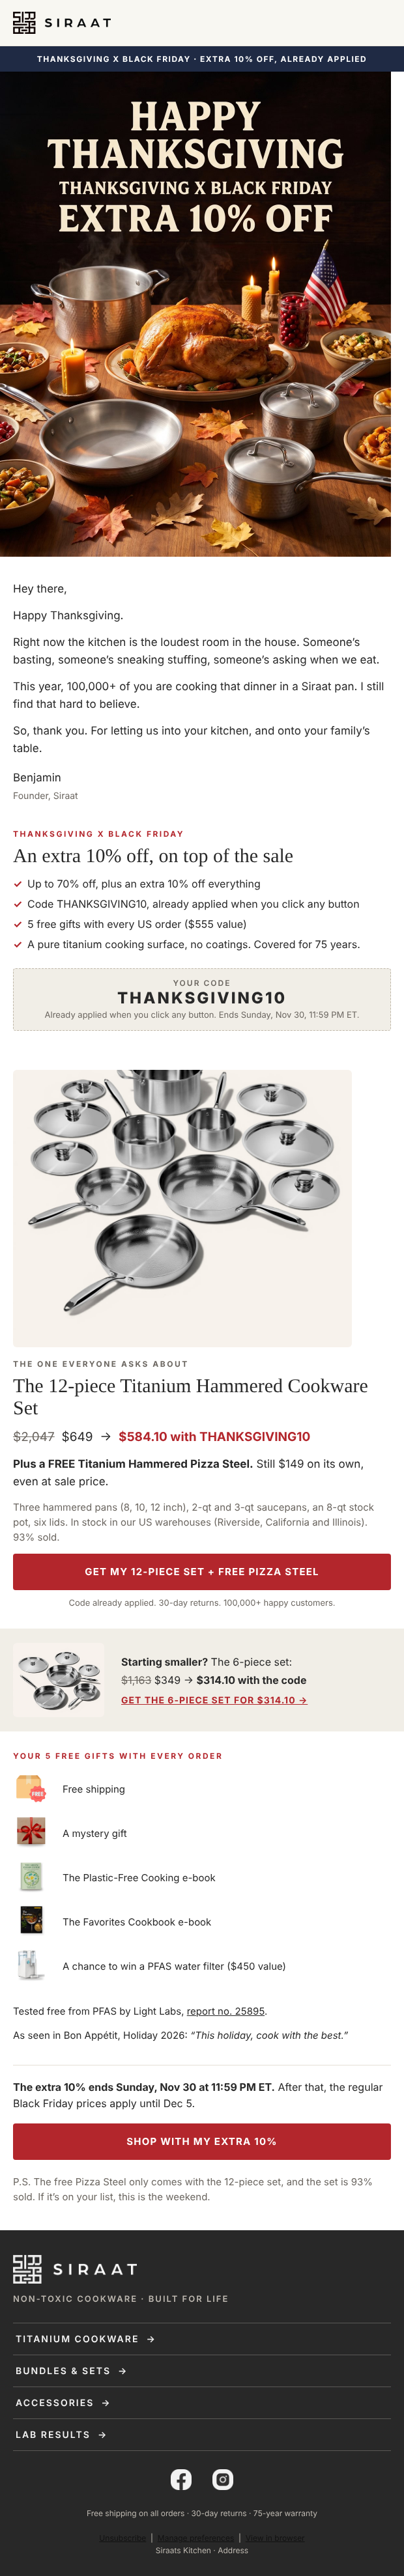 SIRAAT
THANKSGIVING X BLACK FRIDAY · EXTRA 10% OFF, ALREADY APPLIED
HAPPY
THANKSGIVING
THANKSGIVING X BLACK FRIDAY
EXTRA 10% OFF
Hey there,
Happy Thanksgiving.
Right now the kitchen is the loudest room in the house. Someone’s
basting, someone’s sneaking stuffing, someone’s asking when we eat.
This year, 100,000+ of you are cooking that dinner in a Siraat pan. I still
find that hard to believe.
So, thank you. For letting us into your kitchen, and onto your family’s
table.
Benjamin
Founder, Siraat
THANKSGIVING X BLACK FRIDAY
An extra 10% off, on top of the sale
✓ Up to 70% off, plus an extra 10% off everything
✓ Code THANKSGIVING10, already applied when you click any button
✓ 5 free gifts with every US order ($555 value)
✓ A pure titanium cooking surface, no coatings. Covered for 75 years.
YOUR CODE
THANKSGIVING10
Already applied when you click any button. Ends Sunday, Nov 30, 11:59 PM ET.
THE ONE EVERYONE ASKS ABOUT
The 12-piece Titanium Hammered Cookware
Set
$2,047 $649 → $584.10 with THANKSGIVING10
Plus a FREE Titanium Hammered Pizza Steel. Still $149 on its own,
even at sale price.
Three hammered pans (8, 10, 12 inch), 2-qt and 3-qt saucepans, an 8-qt stock
pot, six lids. In stock in our US warehouses (Riverside, California and Illinois).
93% sold.
GET MY 12-PIECE SET + FREE PIZZA STEEL
Code already applied. 30-day returns. 100,000+ happy customers.
Starting smaller? The 6-piece set:
$1,163 $349 → $314.10 with the code
GET THE 6-PIECE SET FOR $314.10 →
YOUR 5 FREE GIFTS WITH EVERY ORDER
FREE
Free shipping
A mystery gift
The Plastic-Free Cooking e-book
The Favorites Cookbook e-book
A chance to win a PFAS water filter ($450 value)
Tested free from PFAS by Light Labs, report no. 25895.
As seen in Bon Appétit, Holiday 2026: “This holiday, cook with the best.”
The extra 10% ends Sunday, Nov 30 at 11:59 PM ET. After that, the regular
Black Friday prices apply until Dec 5.
SHOP WITH MY EXTRA 10%
P.S. The free Pizza Steel only comes with the 12-piece set, and the set is 93%
sold. If it’s on your list, this is the weekend.
SIRAAT
NON-TOXIC COOKWARE · BUILT FOR LIFE
TITANIUM COOKWARE →
BUNDLES & SETS →
ACCESSORIES →
LAB RESULTS →
Free shipping on all orders · 30-day returns · 75-year warranty
Unsubscribe | Manage preferences | View in browser
Siraats Kitchen · Address